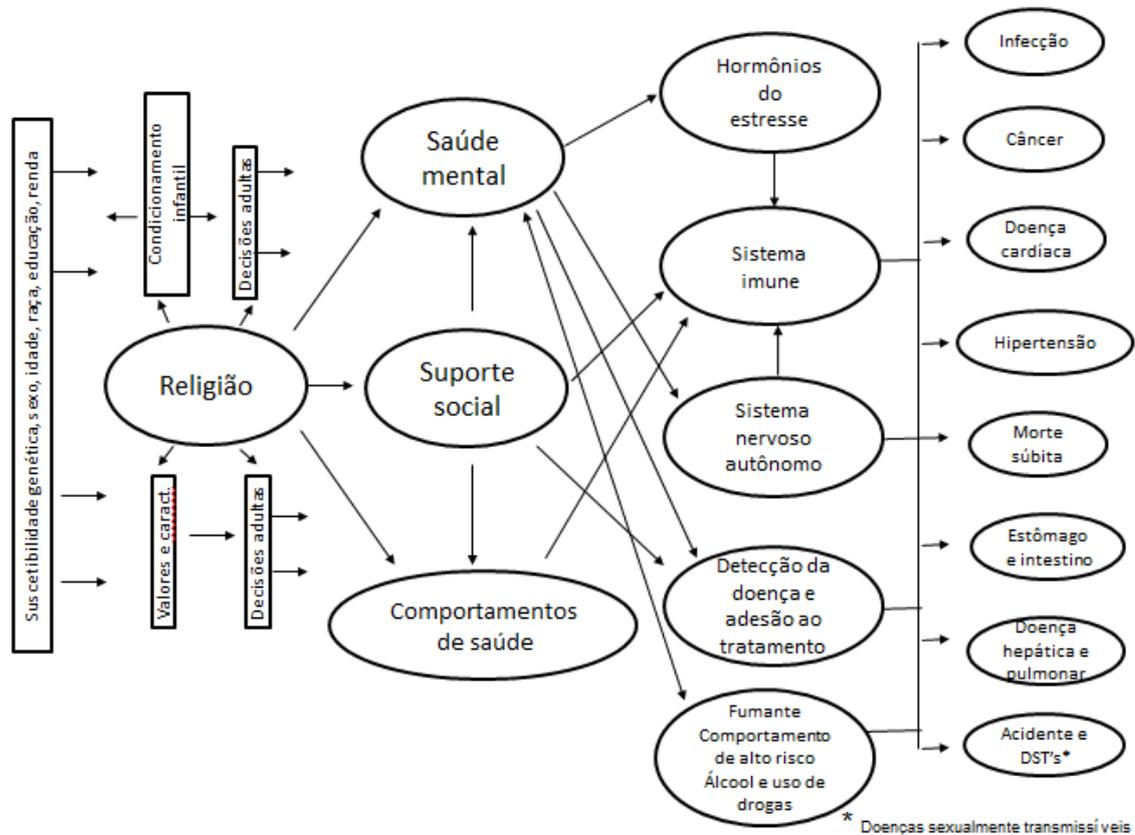 Susceptibilidade genética, sexo, idade, raça, educação, renda
Condicionamento
infantil
Decisões adultas
Religião
Valores e caract.
Decisões adultas
Saúde
mental
Suporte
social
Comportamentos
de saúde
Hormônios
do
estresse
Sistema
imune
Sistema
nervoso
autônomo
Detecção da
doença e
adesão ao
tratamento
Fumante
Comportamento
de alto risco
Álcool e uso de
drogas
Infecção
Câncer
Doença
cardíaca
Hipertensão
Morte
súbita
Estômago
e intestino
Doença
hepática e
pulmonar
Acidente e
DST's*
* Doenças sexualmente transmissíveis